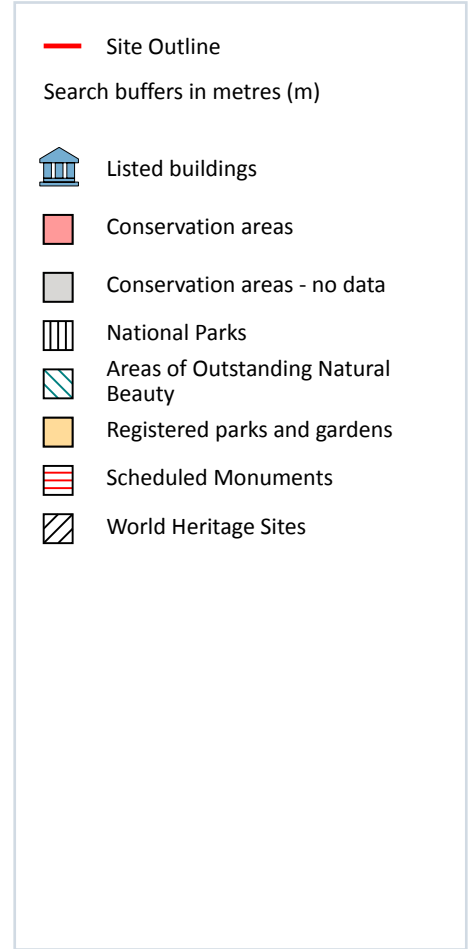 Site Outline
Search buffers in metres (m)
Listed buildings
Conservation areas
Conservation areas - no data
National Parks
Areas of Outstanding Natural
Beauty
Registered parks and gardens
Scheduled Monuments
World Heritage Sites